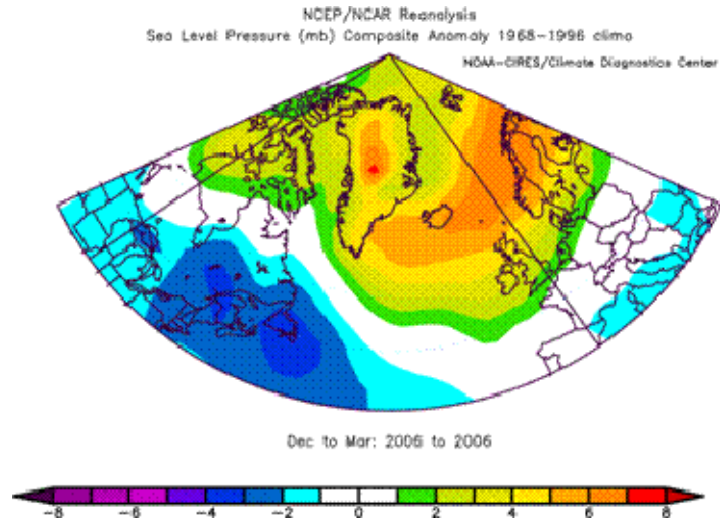 NCEP/NCAR Reanalysis
Sea Level Pressure (mb) Composite Anomaly 1968-1996 climo
NOAA-CIRES/Climate Diagnostics Center
Dec to Mar: 2006 to 2006
-8 -6 -4 -2 0 2 4 6 8